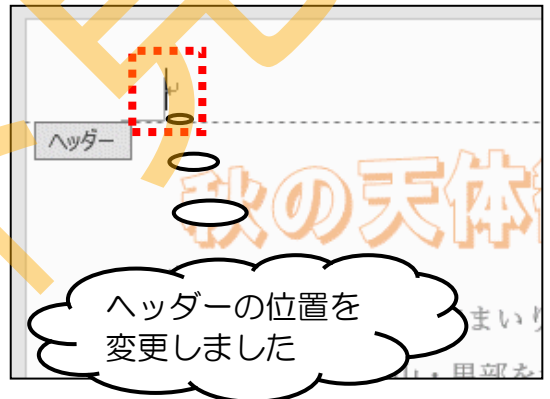 ヘッダー
秋の天体
ヘッダーの位置を
変更しました
まいり